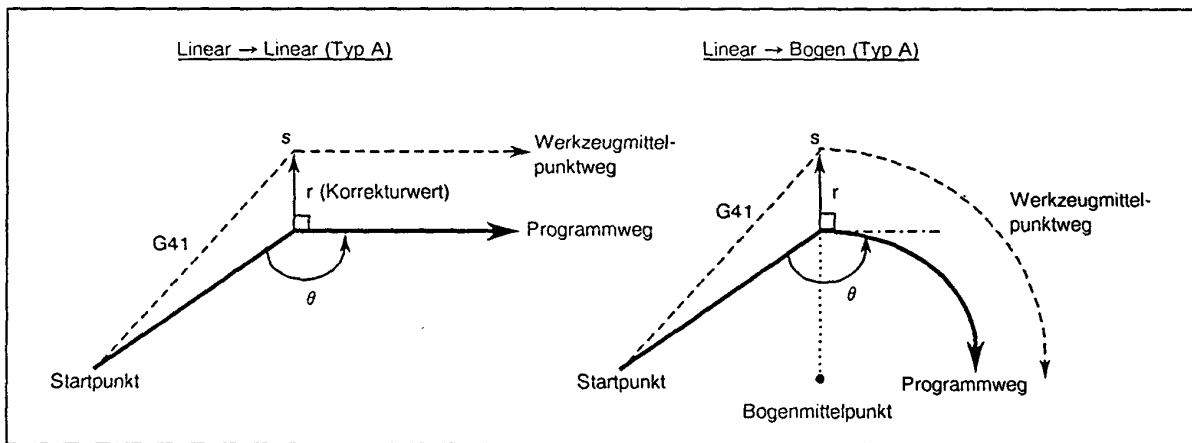 Linear → Linear (Typ A)
s
Werkzeugmittel-
punktweg
r (Korrekturwert)
G41
Programmweg
θ
Startpunkt
Linear → Bogen (Typ A)
s
r
G41
Werkzeugmittel-
punktweg
θ
Startpunkt
Programmweg
Bogenmittelpunkt